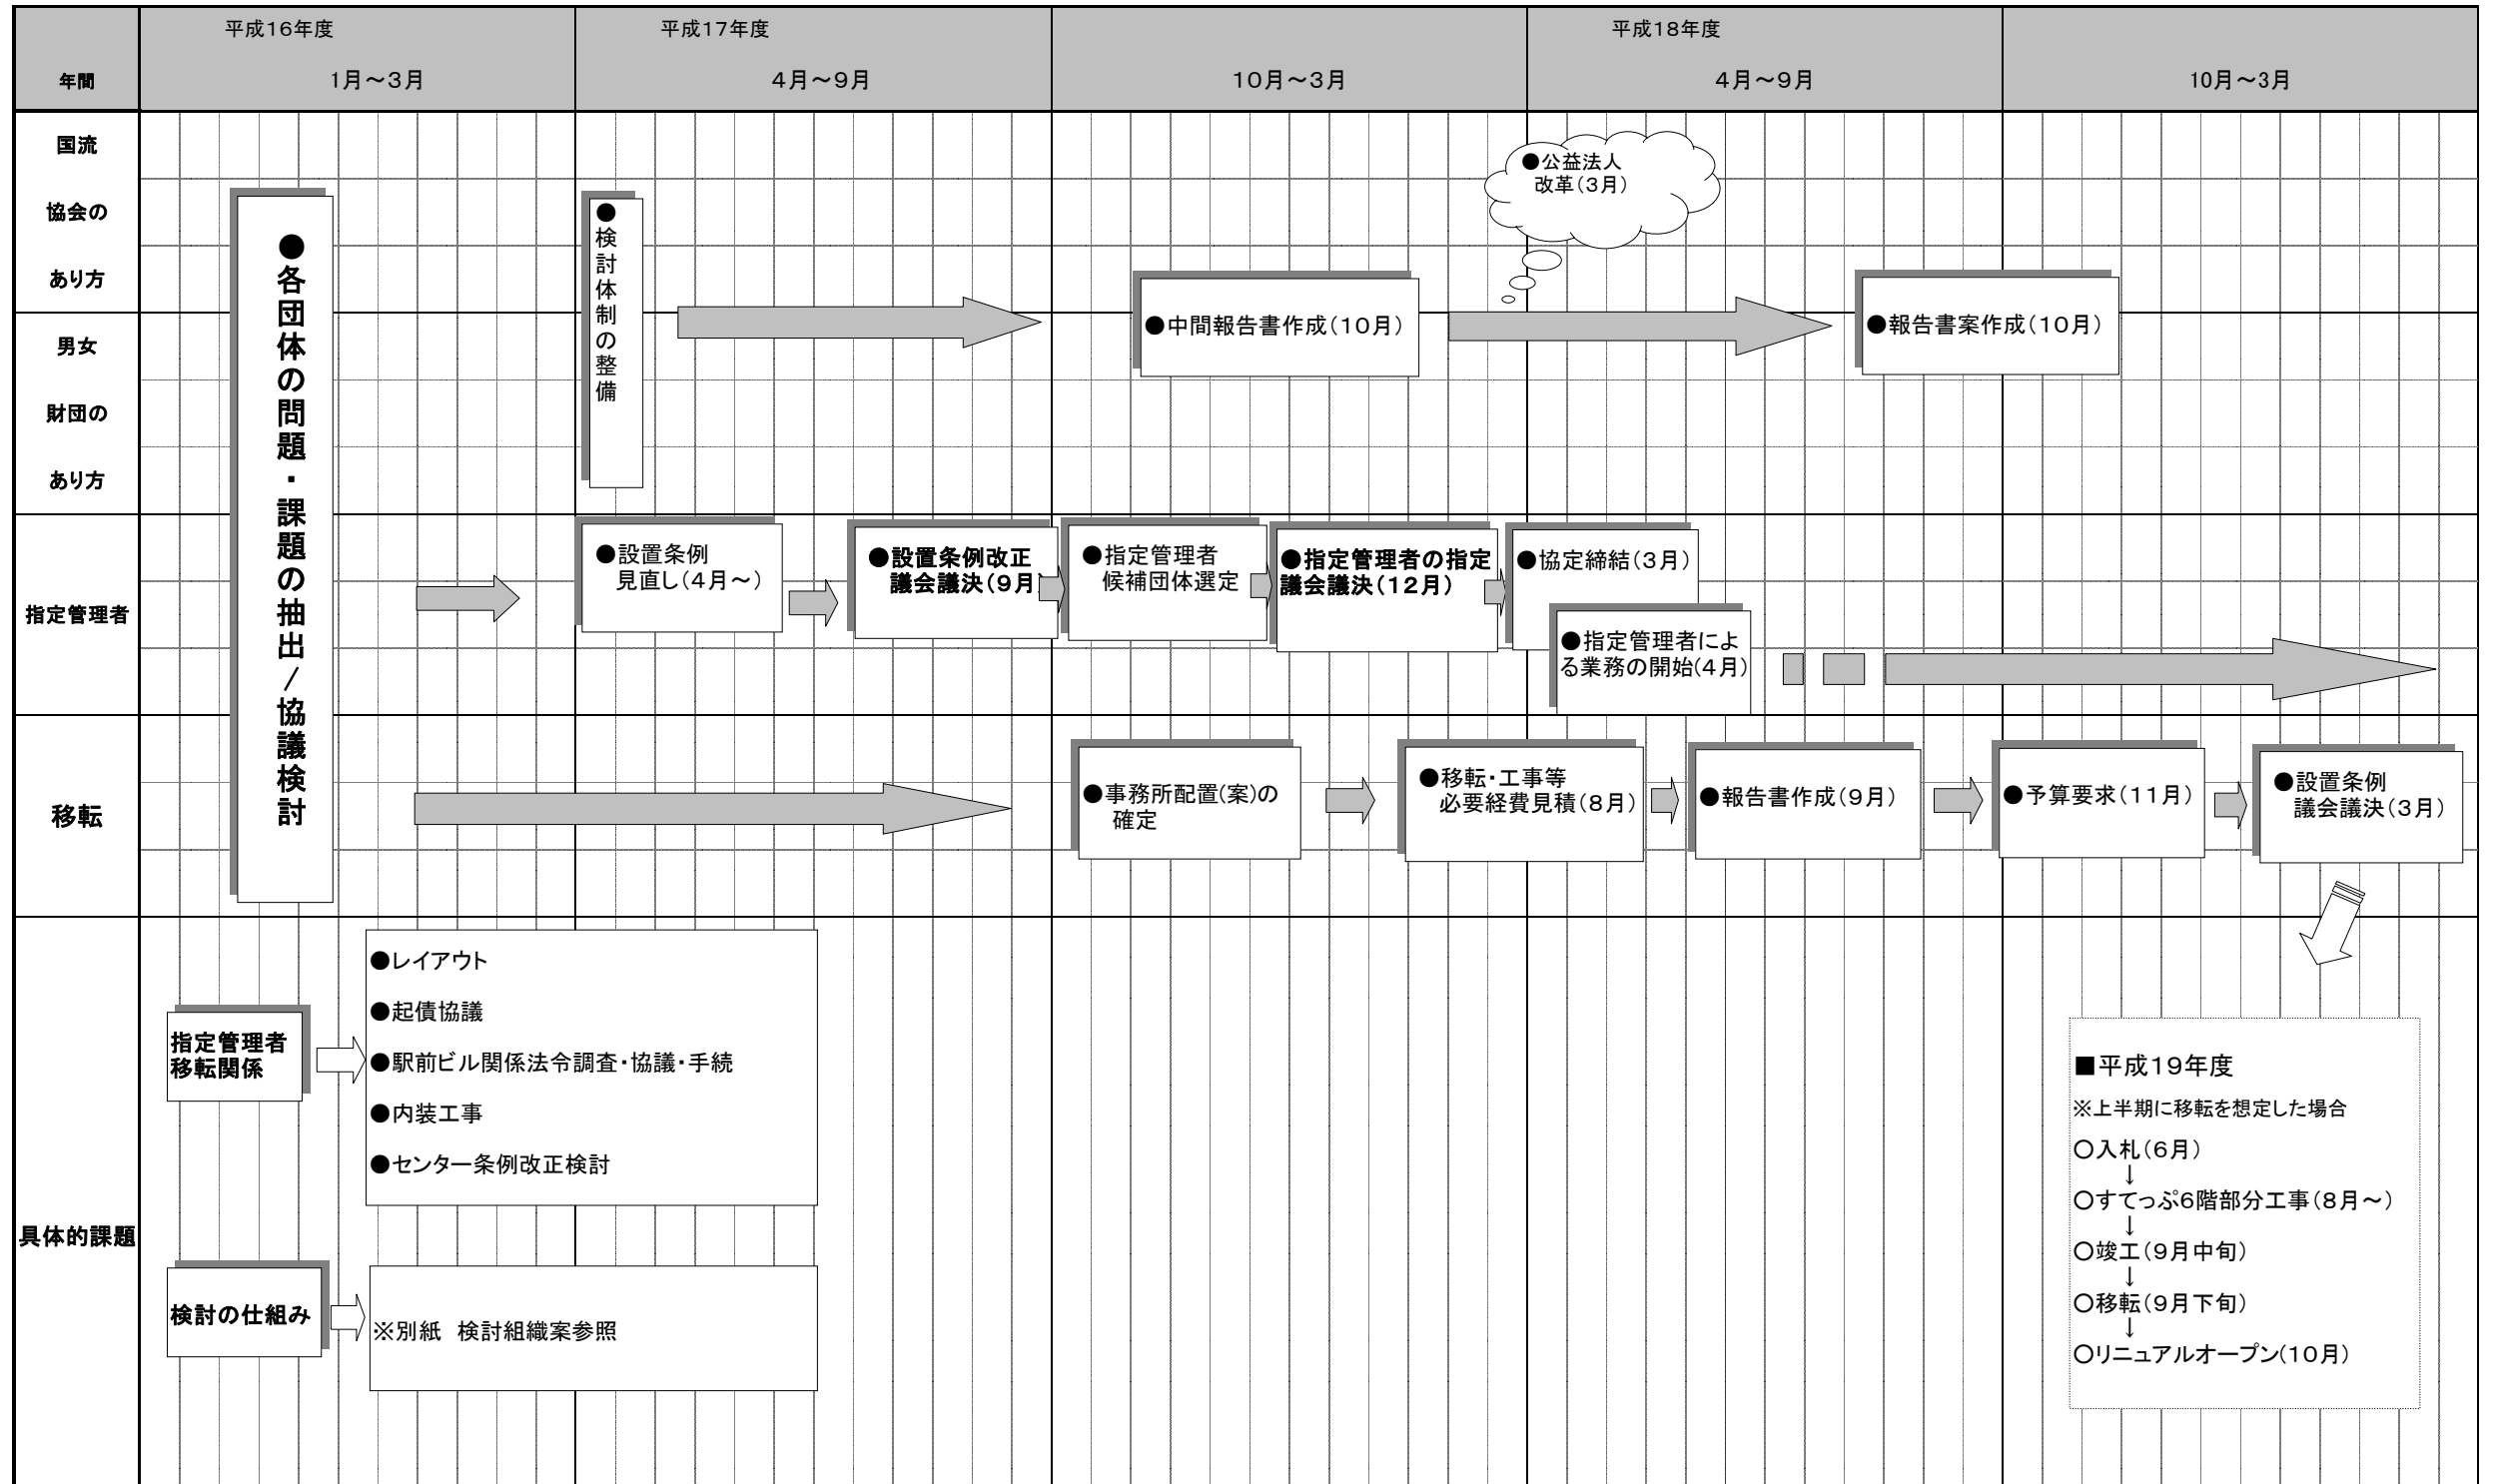 平成16年度
平成17年度
平成18年度
年間
1月～3月
4月～9月
10月～3月
4月～9月
10月～3月
国流
協会の
あり方
男女
財団の
あり方
●各団体の問題・課題の抽出/協議検討
●検討体制の整備
●中間報告書作成(10月)
●公益法人
改革(3月)
●報告書案作成(10月)
指定管理者
●設置条例
見直し(4月～)
●設置条例改正
議会議決(9月)
●指定管理者
候補団体選定
●指定管理者の指定
議会議決(12月)
●協定締結(3月)
●指定管理者によ
る業務の開始(4月)
移転
●事務所配置(案)の
確定
●移転・工事等
必要経費見積(8月)
●報告書作成(9月)
●予算要求(11月)
●設置条例
議会議決(3月)
具体的課題
指定管理者
移転関係
●レイアウト
●起債協議
●駅前ビル関係法令調査・協議・手続
●内装工事
●センター条例改正検討
検討の仕組み
※別紙　検討組織案参照
■平成19年度
※上半期に移転を想定した場合
○入札(6月)
↓
○すてっぷ6階部分工事(8月～)
↓
○竣工(9月中旬)
↓
○移転(9月下旬)
↓
○リニュアルオープン(10月)